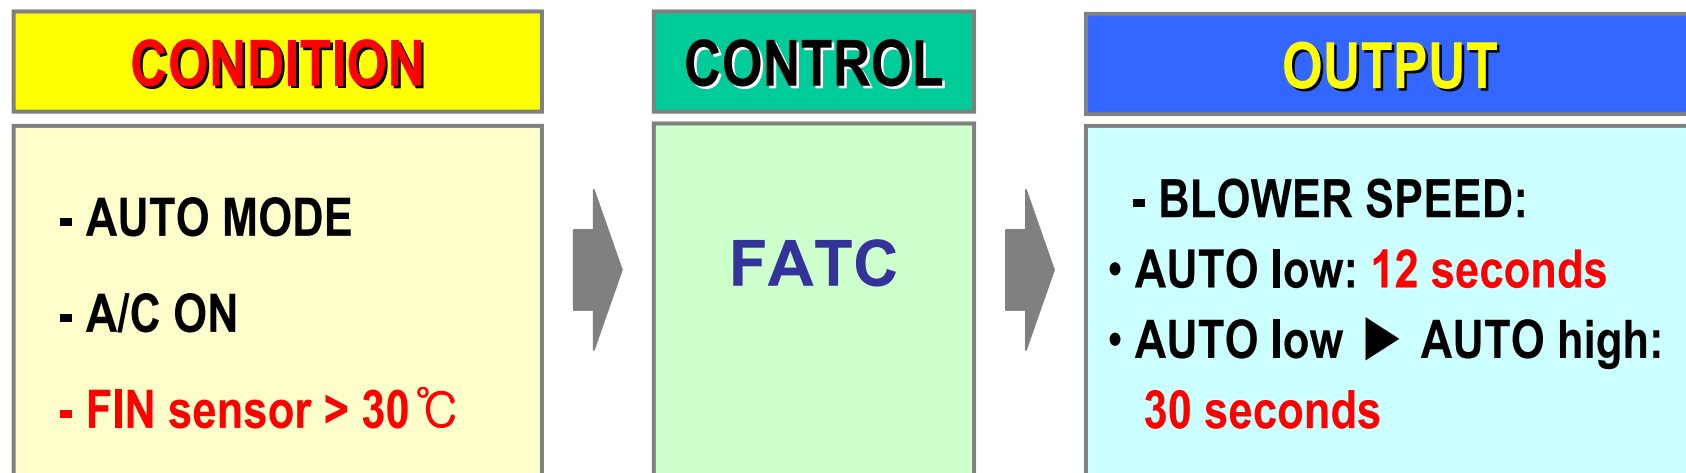 CONDITION
- AUTO MODE
- A/C ON
- FIN sensor > 30℃
CONTROL
FATC
OUTPUT
- BLOWER SPEED:
• AUTO low: 12 seconds
• AUTO low ▶ AUTO high:
30 seconds